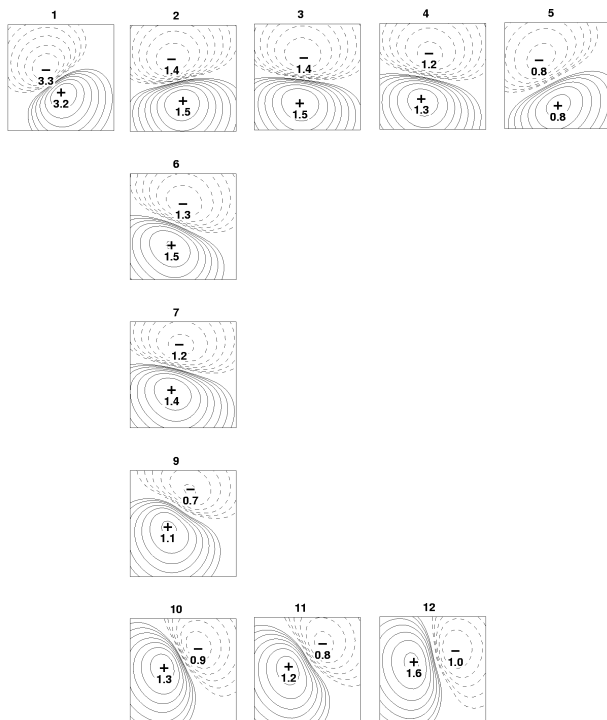 1 2 3 4 5
− 3.3 + 3.2
− 1.4 + 1.5
− 1.4 + 1.5
− 1.2 + 1.3
− 0.8 + 0.8
6
− 1.3 + 1.5
7
− 1.2 + 1.4
9
− 0.7 + 1.1
10 11 12
− 0.9 + 1.3
− 0.8 + 1.2
− 1.0 + 1.6